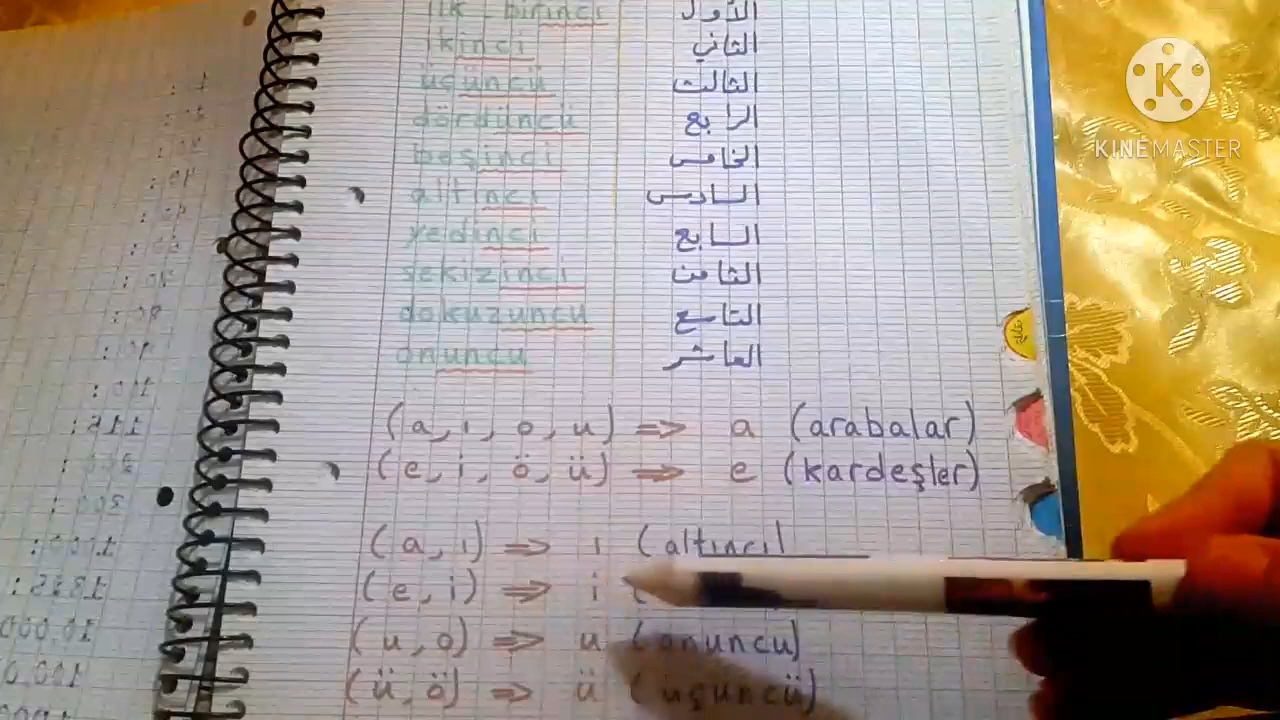 ilk - birinci الأول
ikinci الثاني
üçüncü الثالث
dördüncü الرابع
beşinci الخامس
altıncı السادس
yedinci السابع
sekizinci الثامن
dokuzuncu التاسع
onuncu العاشر
(a, ı, o, u) ⇒ a (arabalar)
(e, i, ö, ü) ⇒ e (kardeşler)
(a, ı) ⇒ ı (altıncı)
(e, i) ⇒ i (
(u, o) ⇒ u (onuncu)
(ü, ö) ⇒ ü (üçüncü)
K
KINEMASTER